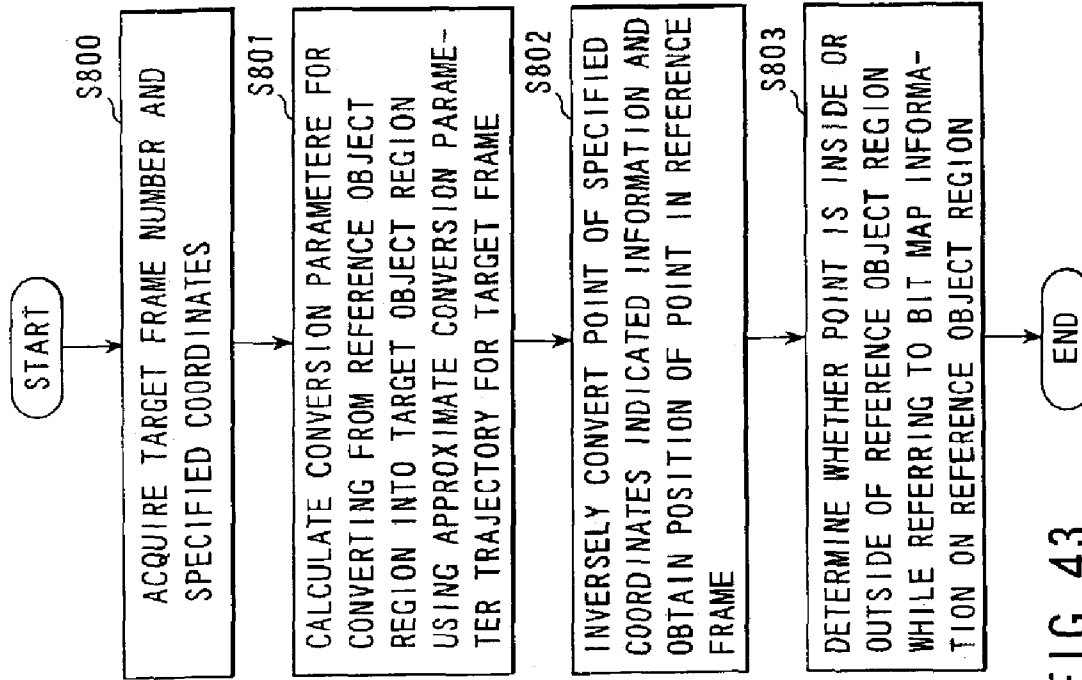 START
S800
ACQUIRE TARGET FRAME NUMBER AND
SPECIFIED COORDINATES
S801
CALCULATE CONVERSION PARAMETERE FOR
CONVERTING FROM REFERENCE OBJECT
REGION INTO TARGET OBJECT REGION
USING APPROXIMATE CONVERSION PARAME-
TER TRAJECTORY FOR TARGET FRAME
S802
INVERSELY CONVERT POINT OF SPECIFIED
COORDINATES INDICATED INFORMATION AND
OBTAIN POSITION OF POINT IN REFERENCE
FRAME
S803
DETERMINE WHETHER POINT IS INSIDE OR
OUTSIDE OF REFERENCE OBJECT REGION
WHILE REFERRING TO BIT MAP INFORMA-
TION ON REFERENCE OBJECT REGION
END
FIG. 43